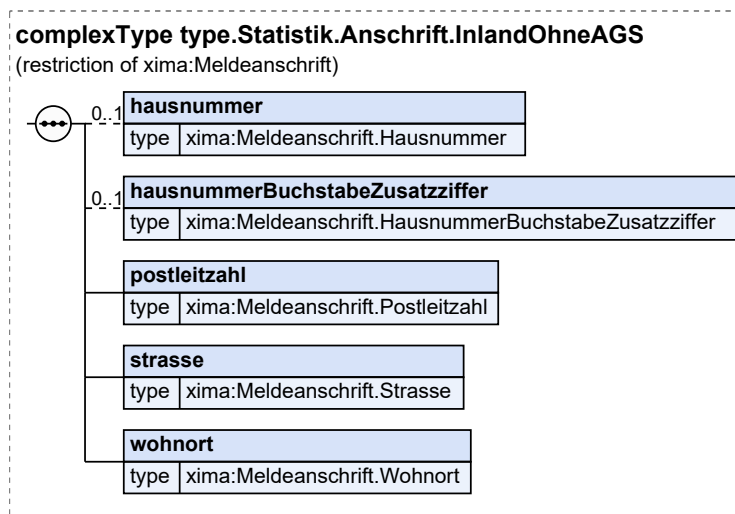 complexType type.Statistik.Anschrift.InlandOhneAGS
(restriction of xima:Meldeanschrift)
0..1 hausnummer
type xima:Meldeanschrift.Hausnummer
0..1 hausnummerBuchstabeZusatzziffer
type xima:Meldeanschrift.HausnummerBuchstabeZusatzziffer
postleitzahl
type xima:Meldeanschrift.Postleitzahl
strasse
type xima:Meldeanschrift.Strasse
wohnort
type xima:Meldeanschrift.Wohnort